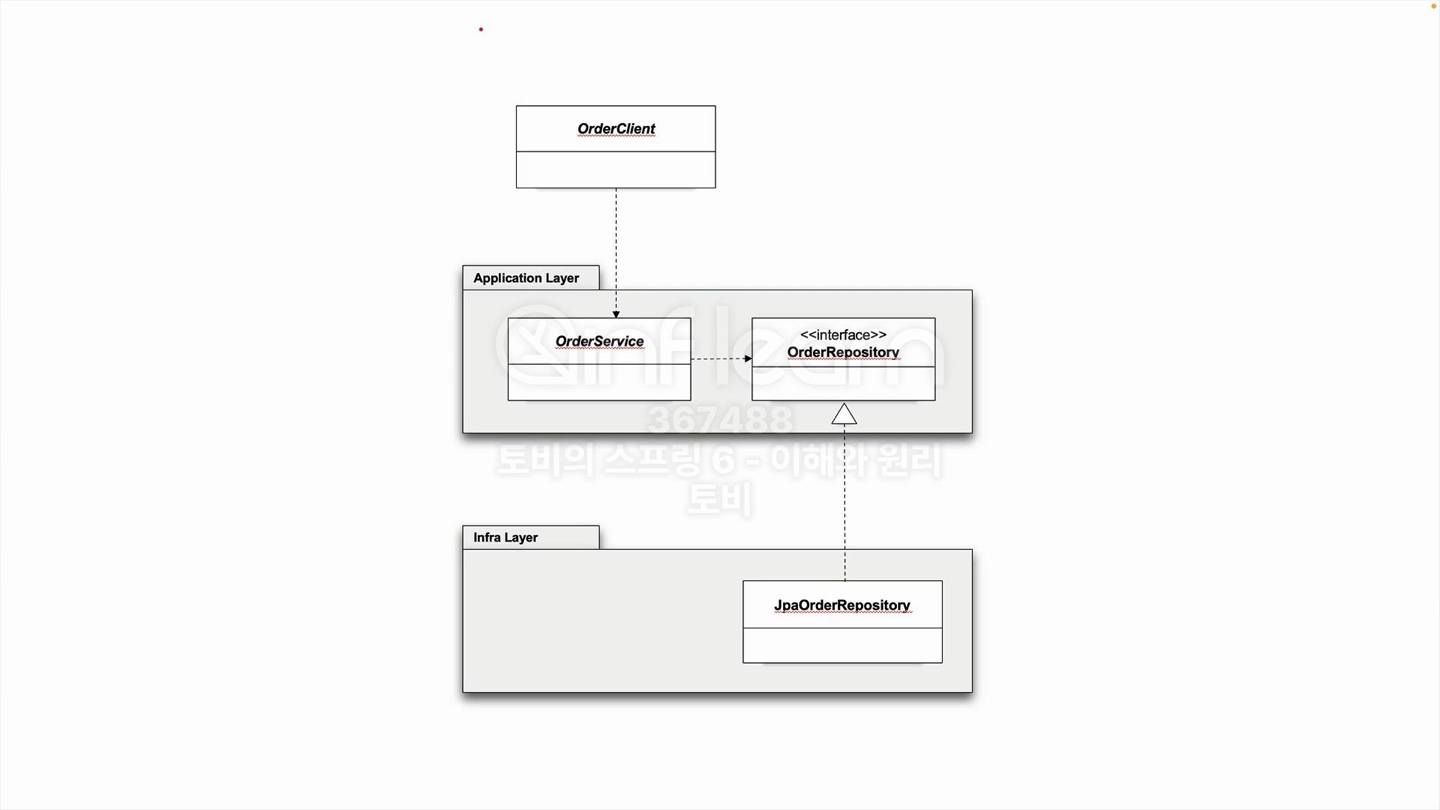 OrderClient
Application Layer
OrderService
<<interface>>
OrderRepository
inflearn
367488
토비의 스프링 6 - 이해와 원리
토비
Infra Layer
JpaOrderRepository